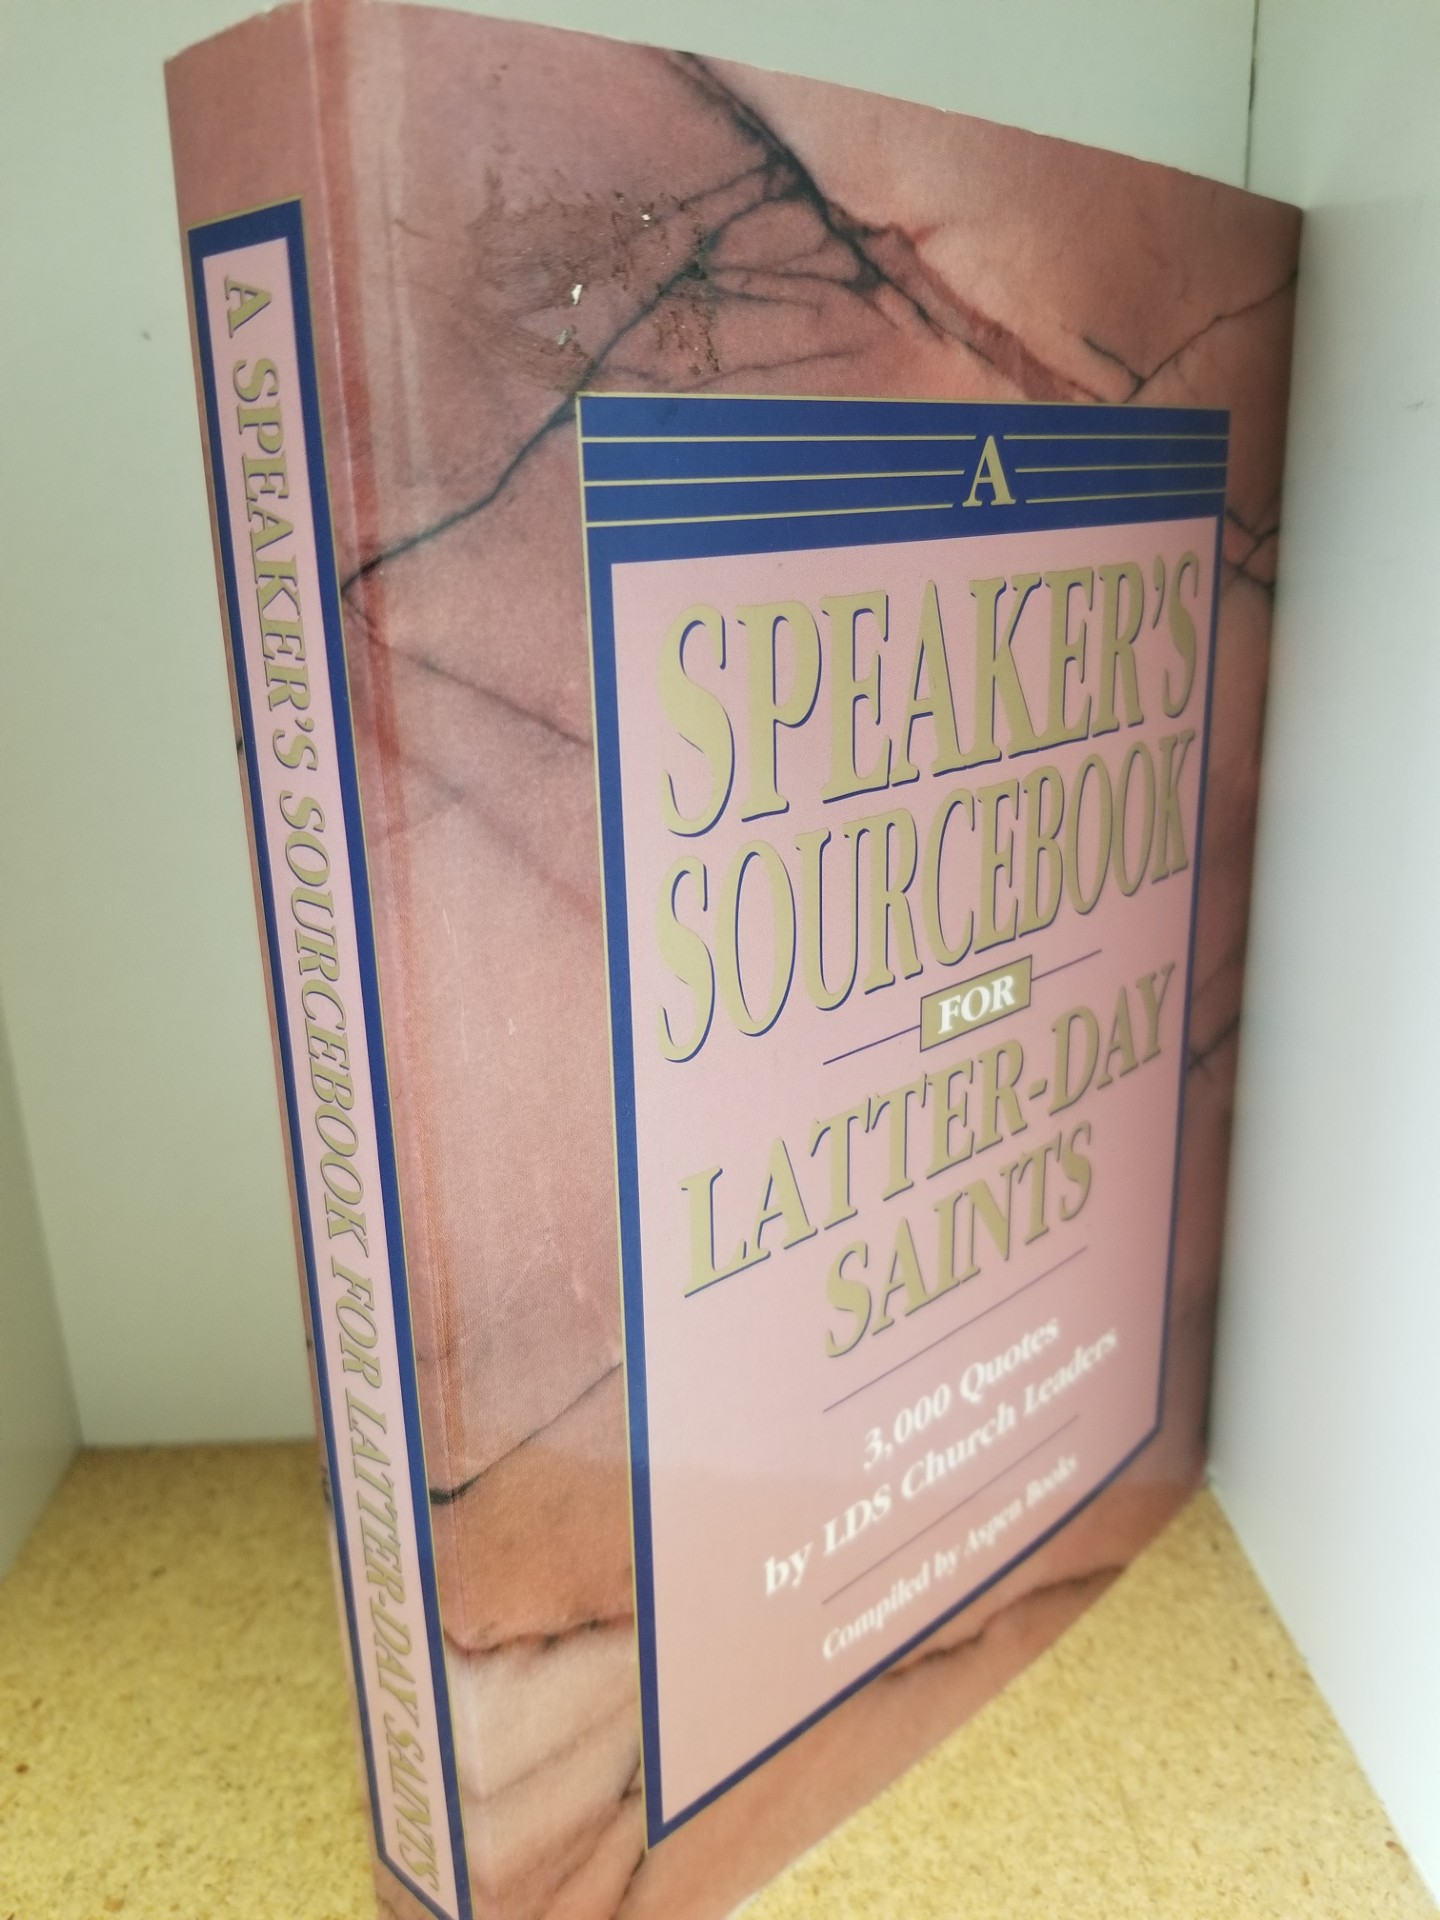 A SPEAKER'S SOURCEBOOK FOR LATTER-DAY SAINTS
A
SPEAKER'S
SOURCEBOOK
FOR
LATTER-DAY
SAINTS
3,000 Quotes
by LDS Church Leaders
Compiled by Aspen Books